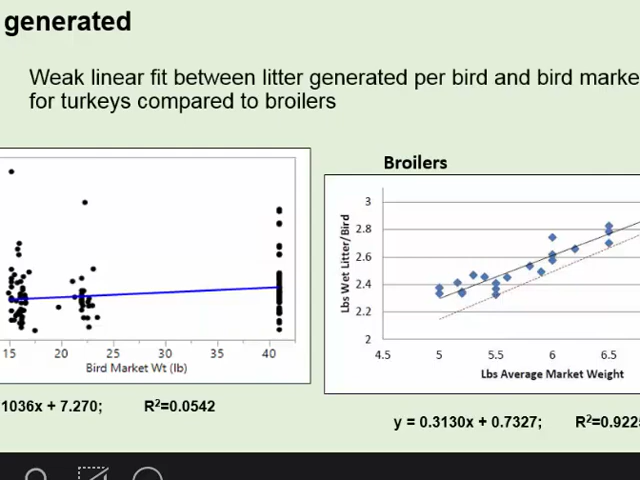 generated
Weak linear fit between litter generated per bird and bird marke
for turkeys compared to broilers
Broilers
3
2.8
2.6
2.4
2.2
2
Lbs Wet Litter/Bird
4.5 5 5.5 6 6.5
Lbs Average Market Weight
15 20 25 30 35 40
Bird Market Wt (lb)
1036x + 7.270; R²=0.0542
y = 0.3130x + 0.7327; R²=0.922